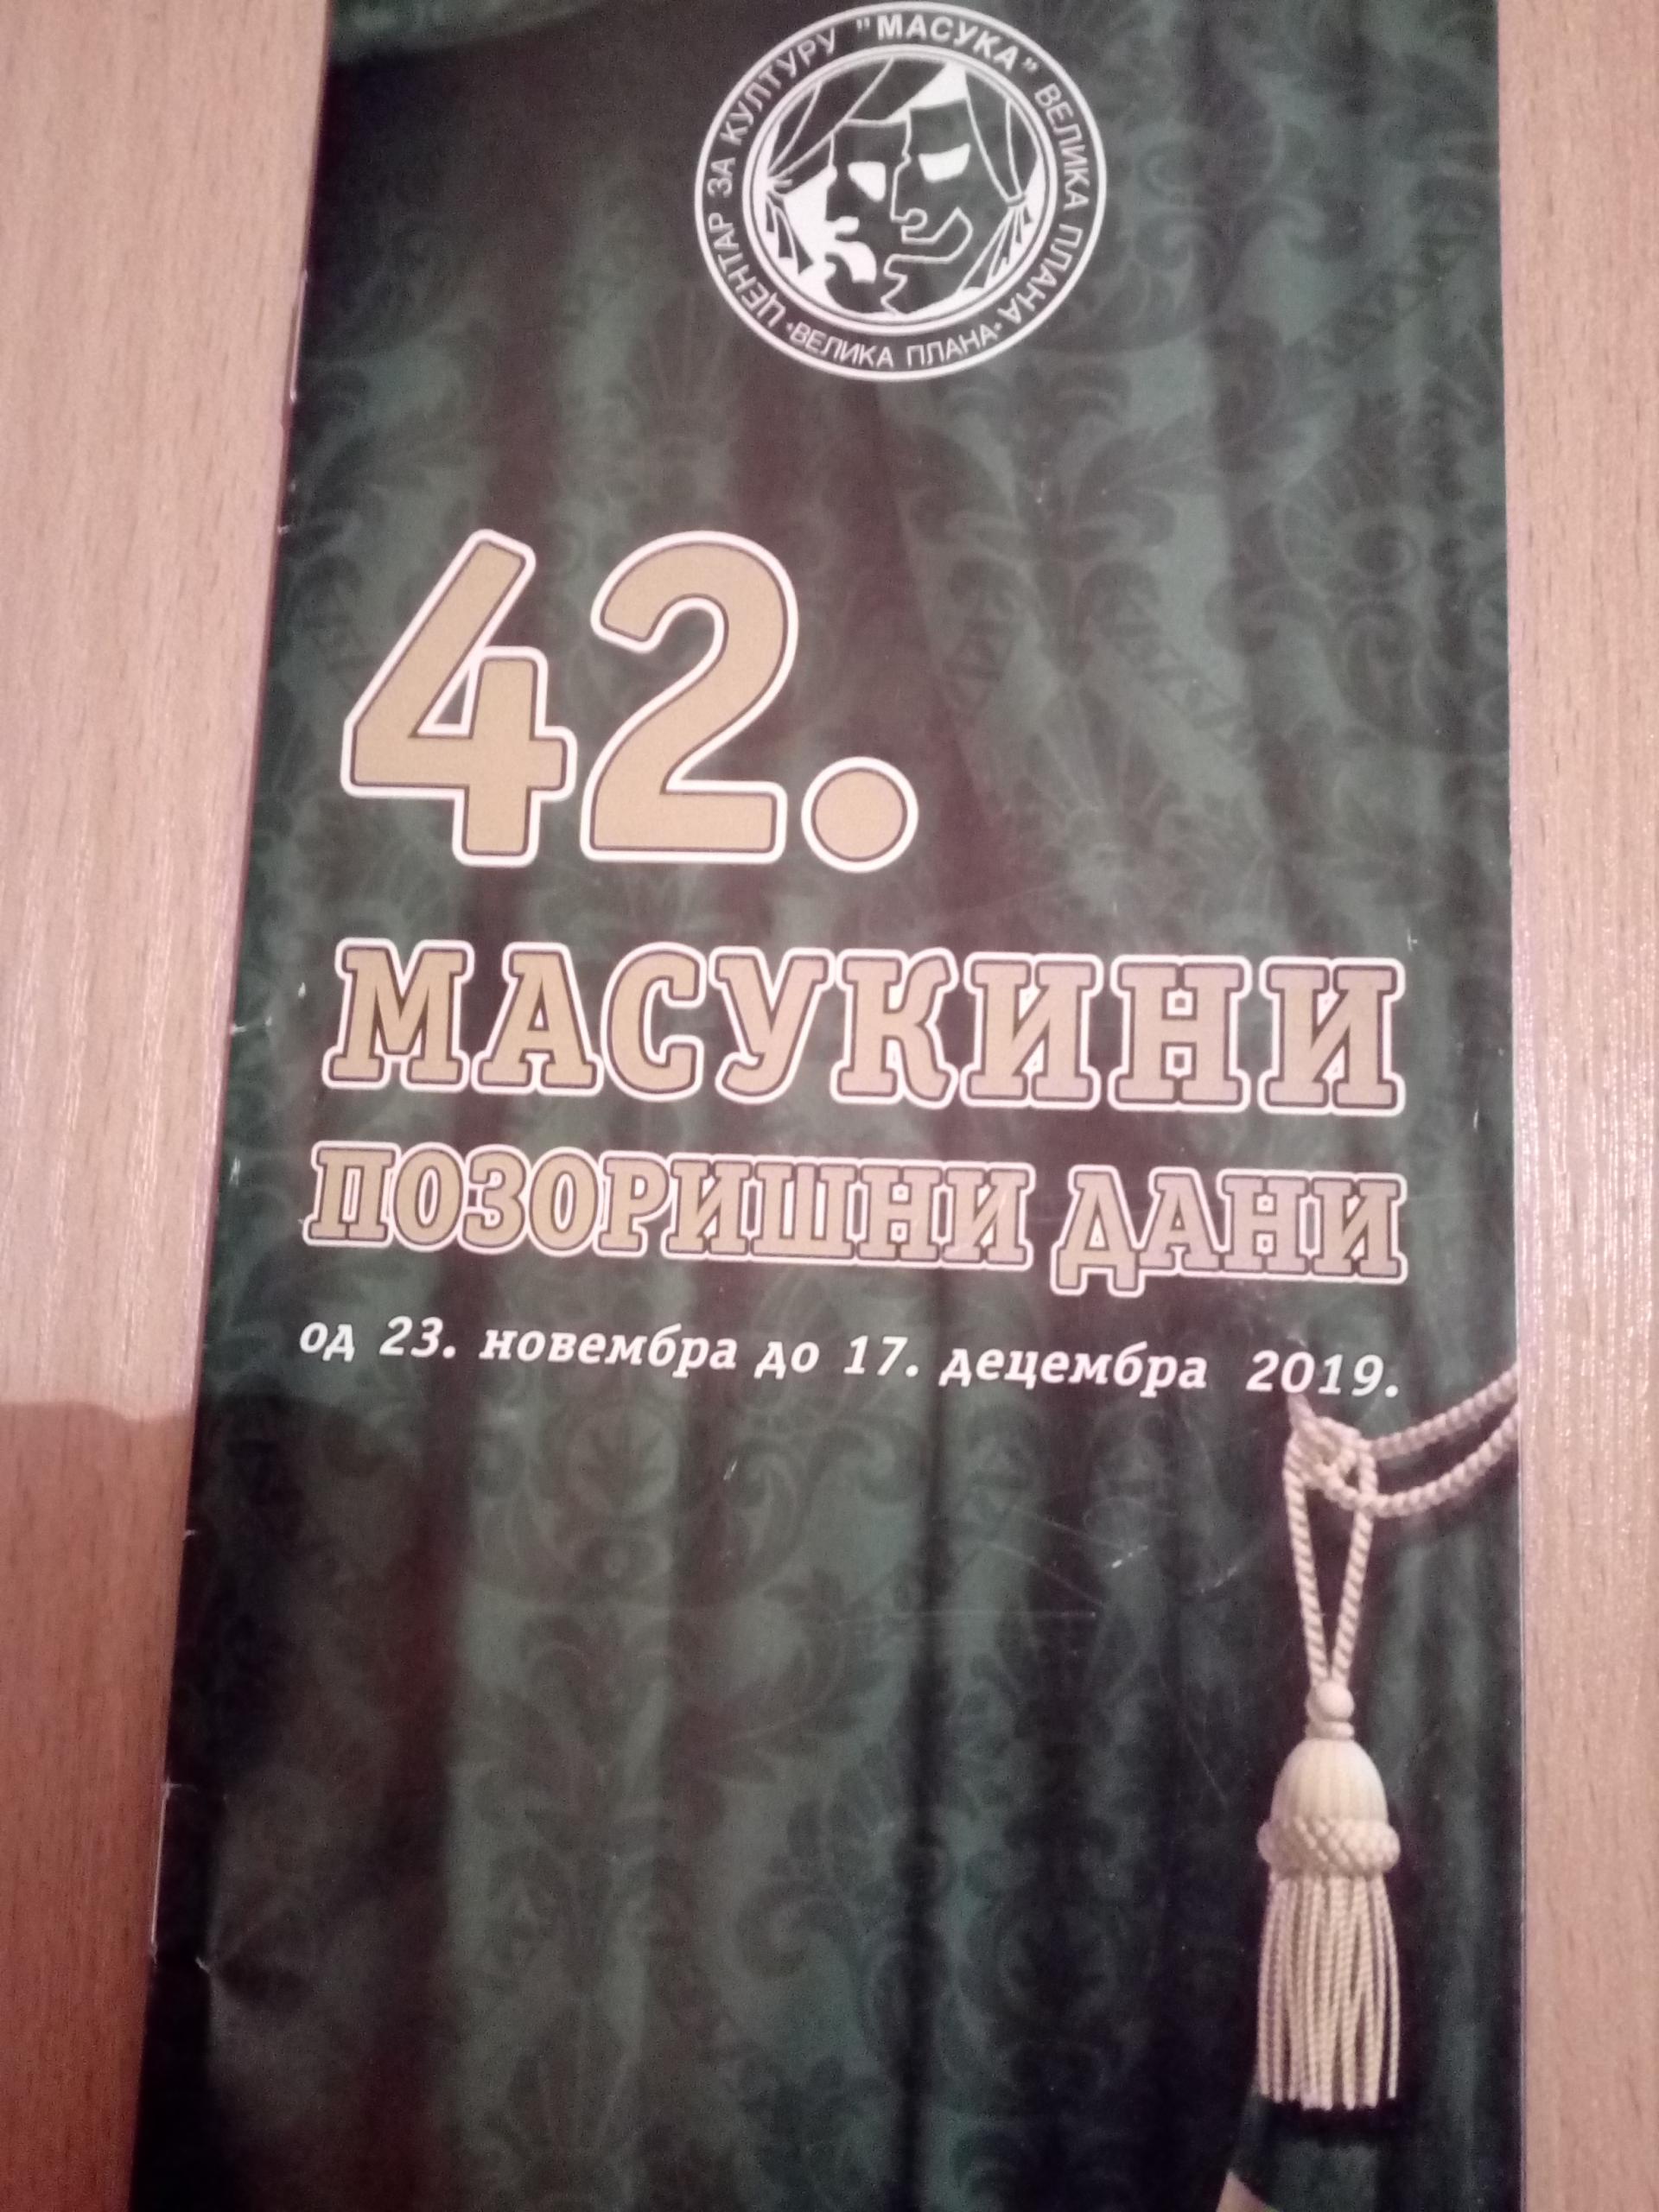 ЦЕНТАР ЗА КУЛТУРУ "МАСУКА" ВЕЛИКА ПЛАНА
•ВЕЛИКА ПЛАНА•
42.
МАСУКИНИ
ПОЗОРИШНИ ДАНИ
од 23. новембра до 17. децембра 2019.